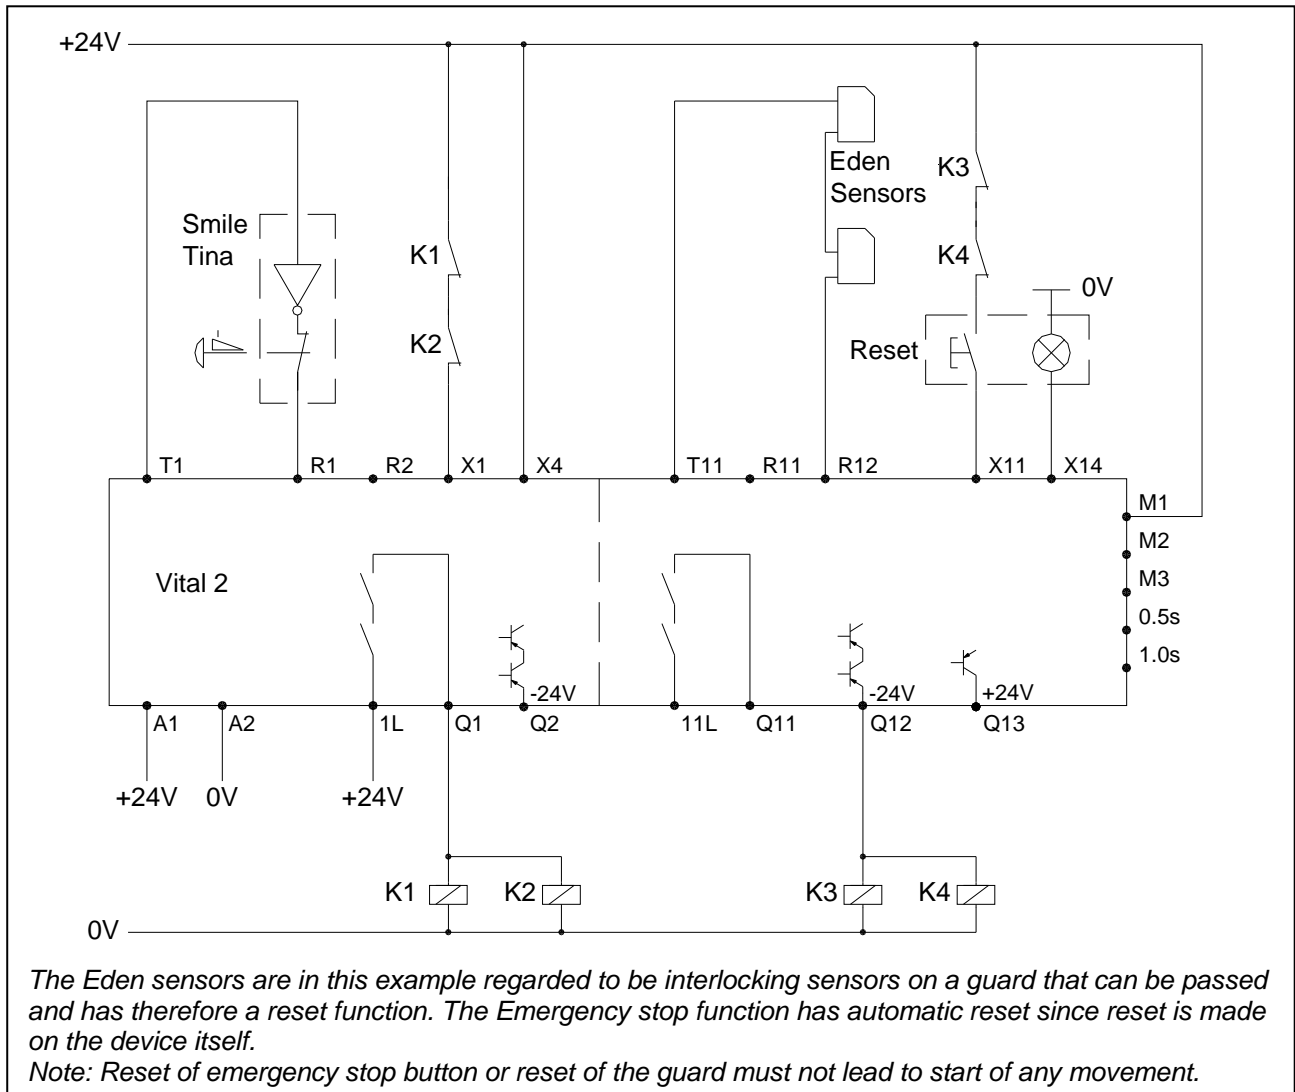 +24V
Smile
Tina
K1
K2
Eden
Sensors
K3
K4
0V
Reset
T1 R1 R2 X1 X4 T11 R11 R12 X11 X14
M1
M2
M3
0.5s
1.0s
Vital 2
-24V -24V +24V
A1 A2 1L Q1 Q2 11L Q11 Q12 Q13
+24V 0V +24V
K1 K2 K3 K4
0V
The Eden sensors are in this example regarded to be interlocking sensors on a guard that can be passed
and has therefore a reset function. The Emergency stop function has automatic reset since reset is made
on the device itself.
Note: Reset of emergency stop button or reset of the guard must not lead to start of any movement.